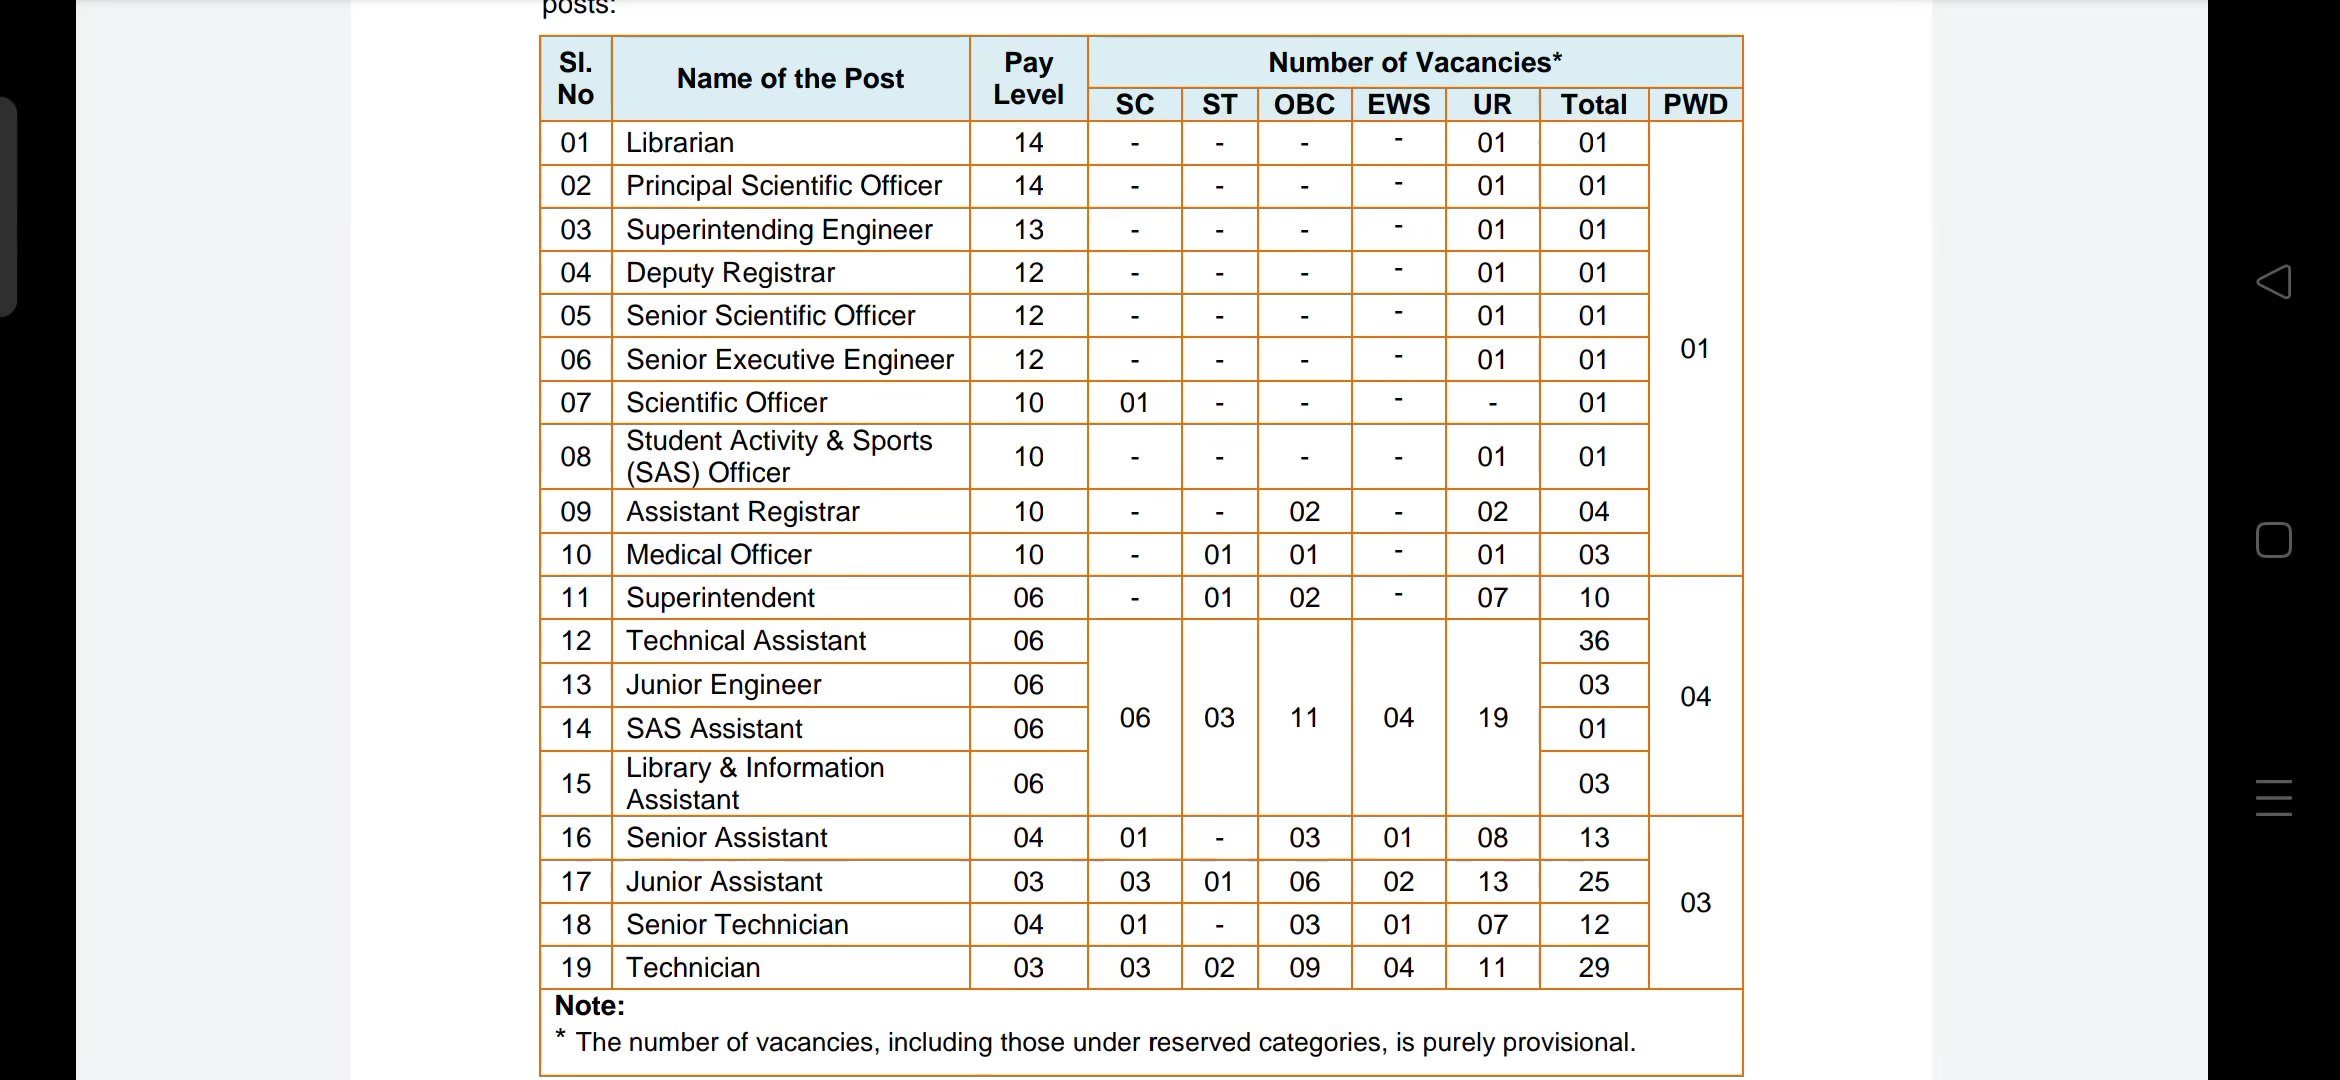 posts:
Sl. No Name of the Post Pay Level Number of Vacancies*
SC ST OBC EWS UR Total PWD
01 Librarian 14 - - - - 01 01
02 Principal Scientific Officer 14 - - - - 01 01
03 Superintending Engineer 13 - - - - 01 01
04 Deputy Registrar 12 - - - - 01 01
05 Senior Scientific Officer 12 - - - - 01 01
06 Senior Executive Engineer 12 - - - - 01 01
01
07 Scientific Officer 10 01 - - - - 01
08 Student Activity & Sports (SAS) Officer 10 - - - - 01 01
09 Assistant Registrar 10 - - 02 - 02 04
10 Medical Officer 10 - 01 01 - 01 03
11 Superintendent 06 - 01 02 - 07 10
12 Technical Assistant 06 36
13 Junior Engineer 06 03
04
06 03 11 04 19
14 SAS Assistant 06 01
15 Library & Information Assistant 06 03
16 Senior Assistant 04 01 - 03 01 08 13
17 Junior Assistant 03 03 01 06 02 13 25
03
18 Senior Technician 04 01 - 03 01 07 12
19 Technician 03 03 02 09 04 11 29
Note:
* The number of vacancies, including those under reserved categories, is purely provisional.